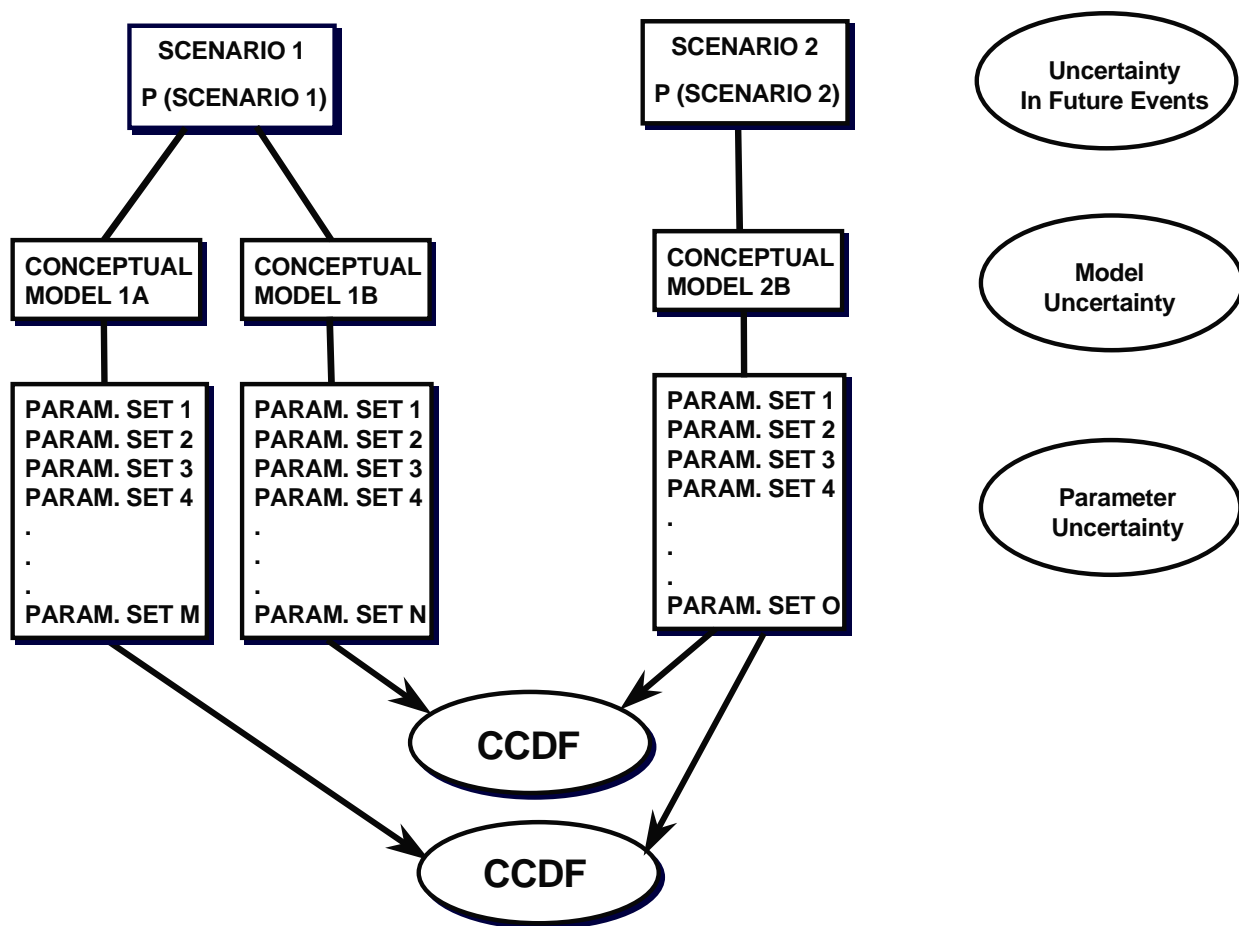 SCENARIO 1
P (SCENARIO 1)
SCENARIO 2
P (SCENARIO 2)
Uncertainty
In Future Events
CONCEPTUAL
MODEL 1A
CONCEPTUAL
MODEL 1B
CONCEPTUAL
MODEL 2B
Model
Uncertainty
PARAM. SET 1
PARAM. SET 2
PARAM. SET 3
PARAM. SET 4
.
.
.
PARAM. SET M
PARAM. SET 1
PARAM. SET 2
PARAM. SET 3
PARAM. SET 4
.
.
.
PARAM. SET N
PARAM. SET 1
PARAM. SET 2
PARAM. SET 3
PARAM. SET 4
.
.
.
PARAM. SET O
Parameter
Uncertainty
CCDF
CCDF